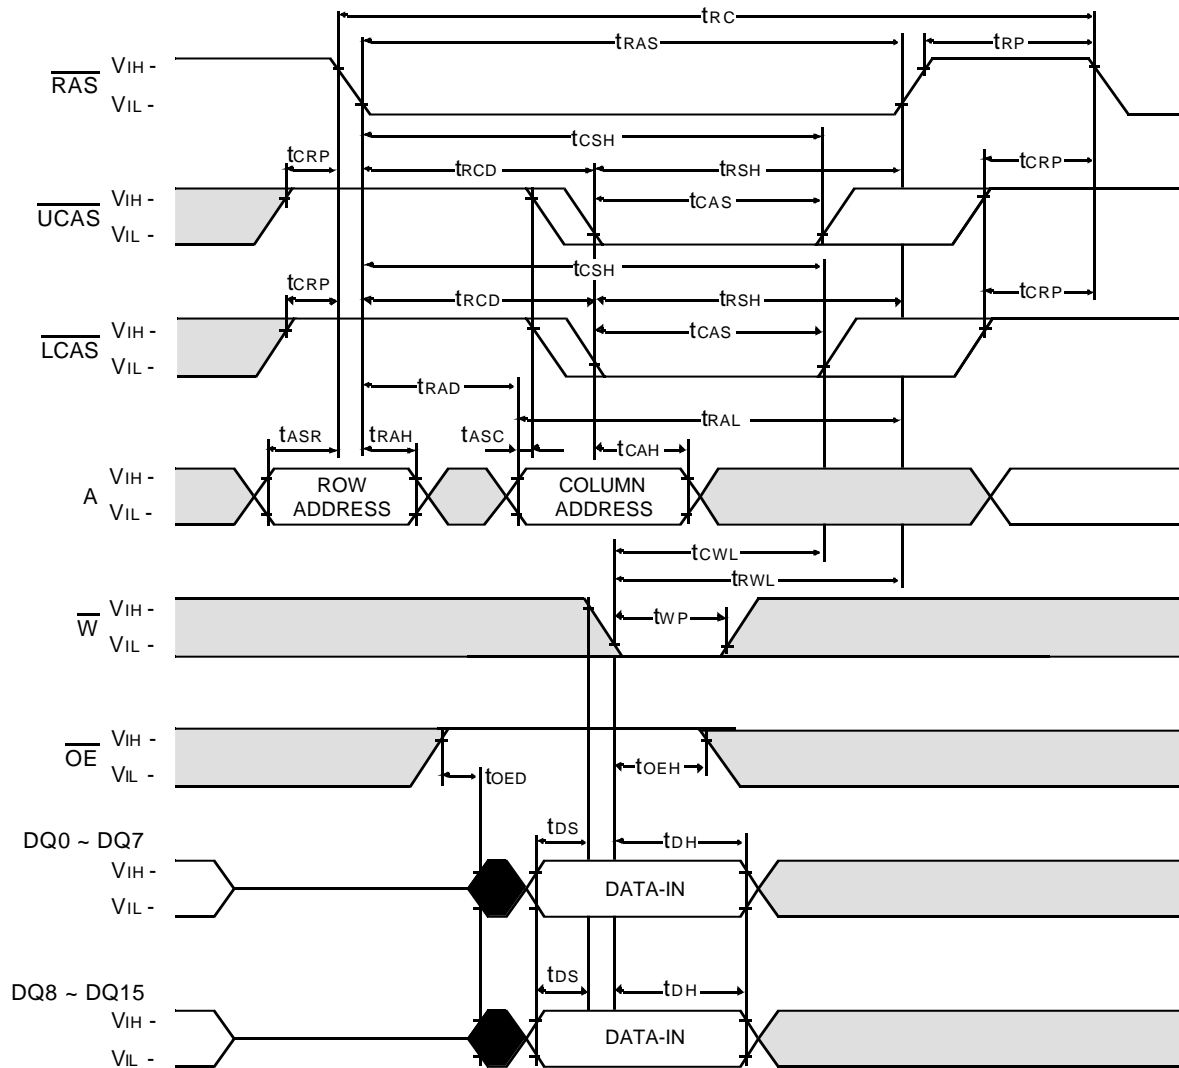 tRC
tRAS tRP
RAS VIH -
VIL -
tCSH
tCRP tRCD tRSH tCRP
UCAS VIH -
VIL -
tCAS
tCSH
tCRP tRCD tRSH tCRP
LCAS VIH -
VIL -
tCAS
tRAD
tRAL
tASR tRAH tASC tCAH
A VIH -
VIL -
ROW ADDRESS
COLUMN ADDRESS
tCWL
tRWL
W VIH -
VIL -
tWP
OE VIH -
VIL -
tOED tOEH
DQ0 ~ DQ7
VIH -
VIL -
tDS tDH
DATA-IN
DQ8 ~ DQ15
VIH -
VIL -
tDS tDH
DATA-IN